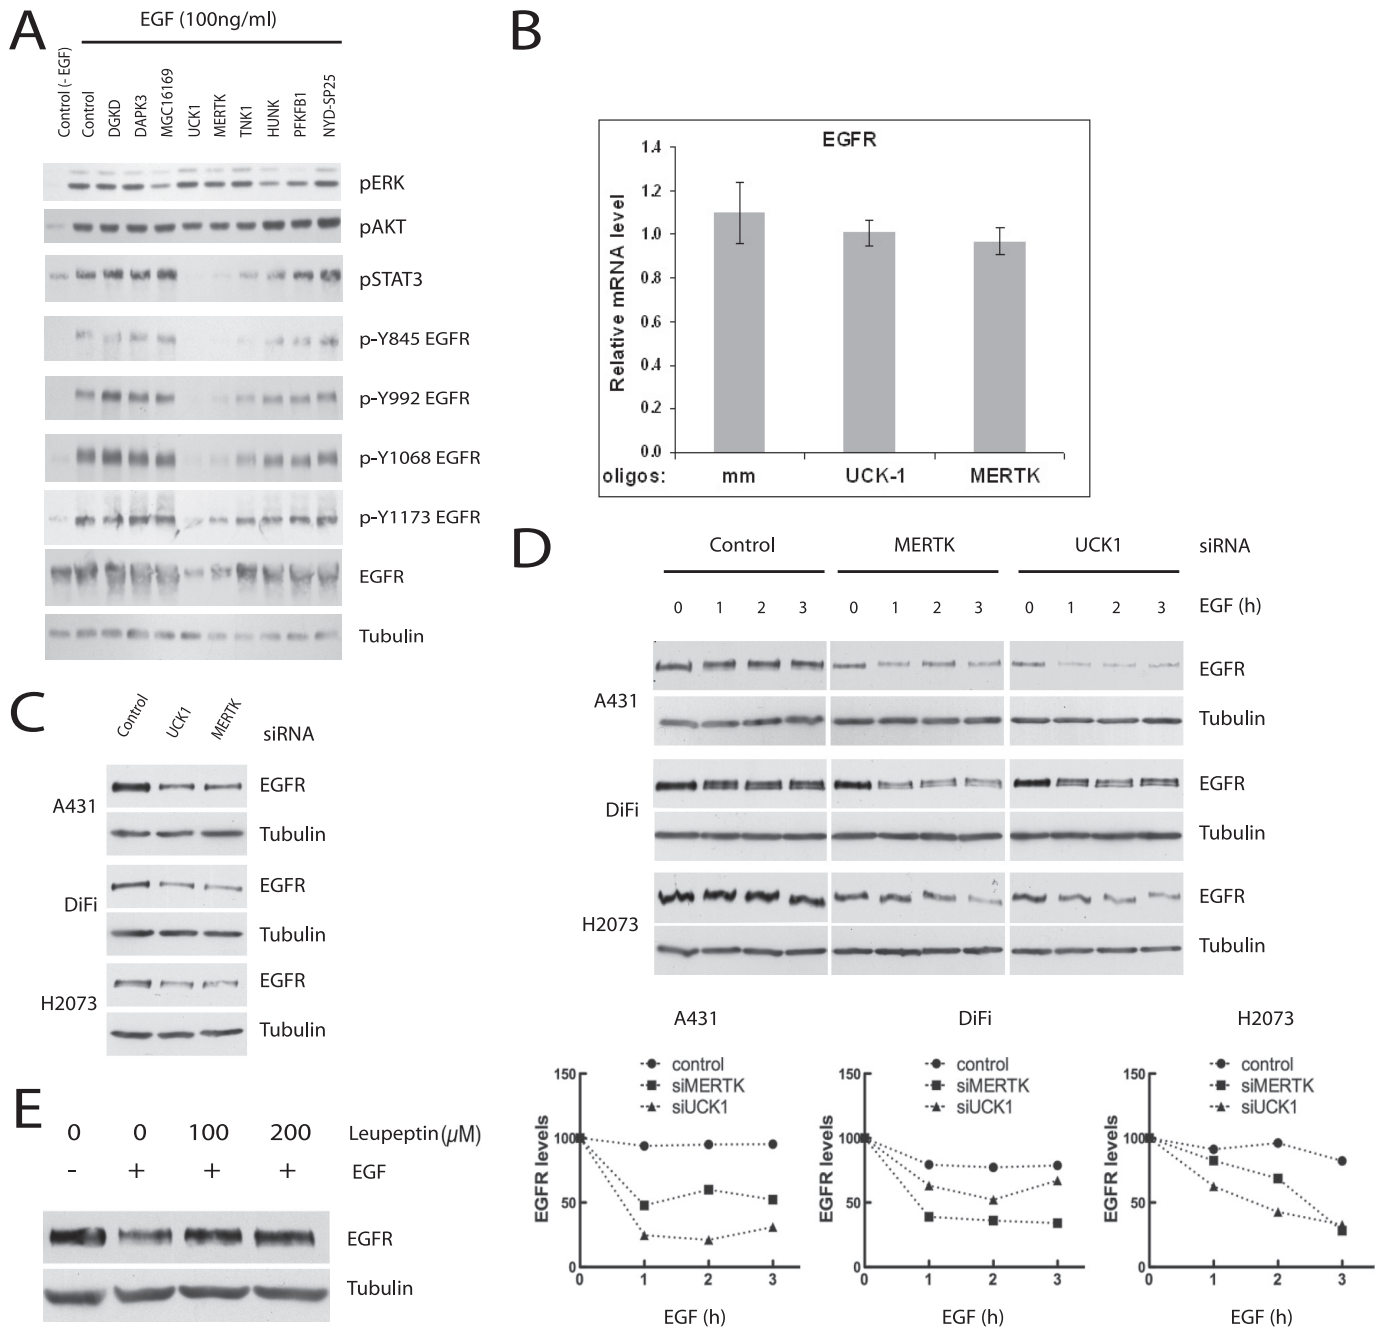 A
EGF (100ng/ml)
Control (- EGF)
Control
DGKD
DAPK3
MGC16169
UCK1
MERTK
TNK1
HUNK
PFKFB1
NYD-SP25
pERK
pAKT
pSTAT3
p-Y845 EGFR
p-Y992 EGFR
p-Y1068 EGFR
p-Y1173 EGFR
EGFR
Tubulin
B
EGFR
Relative mRNA level
1.4
1.2
1.0
0.8
0.6
0.4
0.2
0.0
oligos: mm UCK-1 MERTK
C
Control UCK1 MERTK siRNA
A431
EGFR
Tubulin
DiFi
EGFR
Tubulin
H2073
EGFR
Tubulin
D
Control MERTK UCK1 siRNA
0 1 2 3 0 1 2 3 0 1 2 3 EGF (h)
A431
EGFR
Tubulin
DiFi
EGFR
Tubulin
H2073
EGFR
Tubulin
A431
control
siMERTK
siUCK1
EGFR levels
150
100
50
0
0 1 2 3
EGF (h)
DiFi
control
siMERTK
siUCK1
EGFR levels
150
100
50
0
0 1 2 3
EGF (h)
H2073
control
siMERTK
siUCK1
EGFR levels
150
100
50
0
0 1 2 3
EGF (h)
E
0 0 100 200 Leupeptin(μM)
- + + + EGF
EGFR
Tubulin